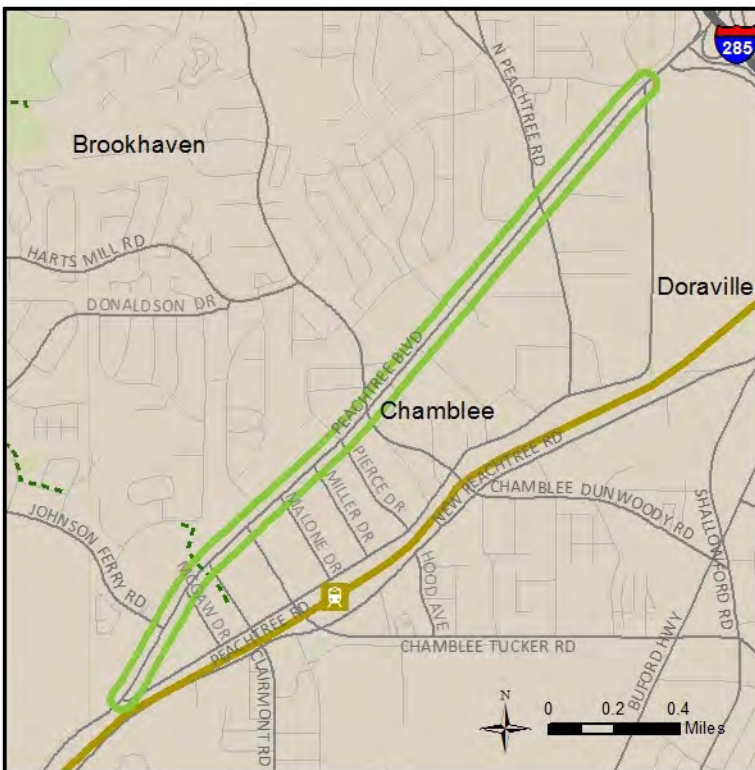 285
N PEACHTREE RD
Brookhaven
HARTS MILL RD
DONALDSON DR
Doraville
PEACHTREE BLVD
Chamblee
PIERCE DR
NEW PEACHTREE RD
MILLER DR
CHAMBLEE DUNWOODY RD
MALONE DR
SHALLOWFORD RD
JOHNSON FERRY RD
HOOD AVE
MCGAW DR
PEACHTREE RD
CLAIRMONT RD
CHAMBLEE TUCKER RD
BUFORD HWY
N
0 0.2 0.4
Miles